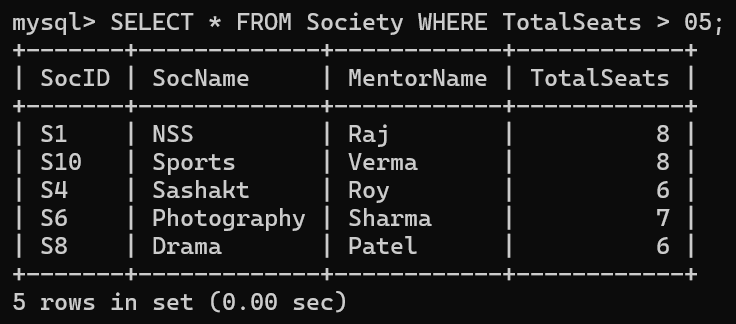 mysql> SELECT * FROM Society WHERE TotalSeats > 05;
+-------+-------------+------------+------------+
| SocID | SocName     | MentorName | TotalSeats |
+-------+-------------+------------+------------+
| S1    | NSS         | Raj        |          8 |
| S10   | Sports      | Verma      |          8 |
| S4    | Sashakt     | Roy        |          6 |
| S6    | Photography | Sharma     |          7 |
| S8    | Drama       | Patel      |          6 |
+-------+-------------+------------+------------+
5 rows in set (0.00 sec)